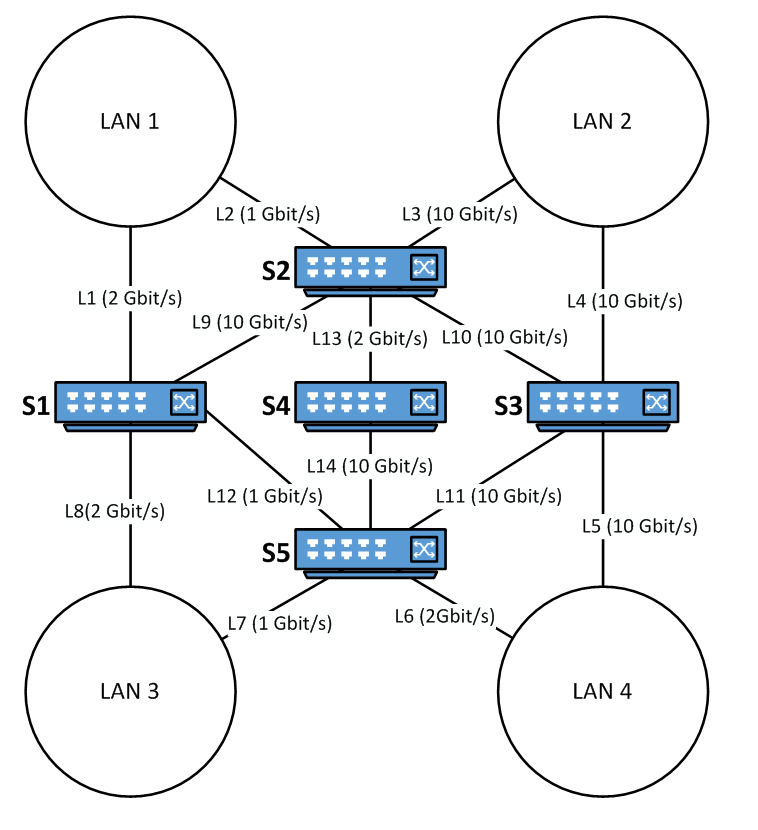 LAN 1
LAN 2
L2 (1 Gbit/s)
L3 (10 Gbit/s)
S2
L1 (2 Gbit/s)
L4 (10 Gbit/s)
L9 (10 Gbit/s)
L13 (2 Gbit/s)
L10 (10 Gbit/s)
S1
S4
S3
L14 (10 Gbit/s)
L12 (1 Gbit/s)
L11 (10 Gbit/s)
L8(2 Gbit/s)
L5 (10 Gbit/s)
S5
L7 (1 Gbit/s)
L6 (2Gbit/s)
LAN 3
LAN 4